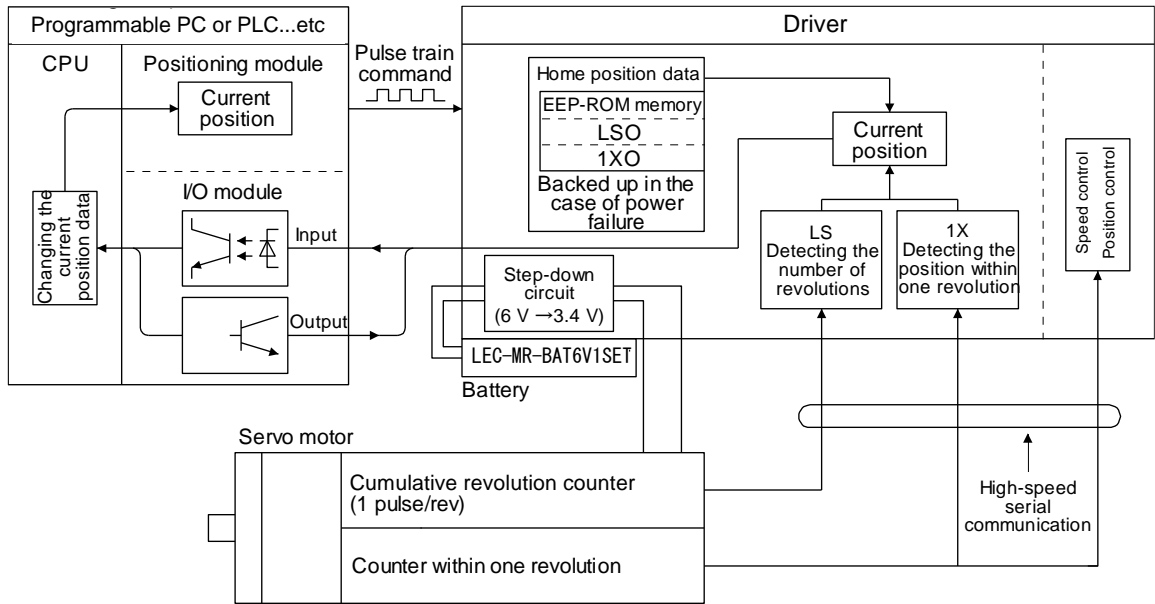 Programmable PC or PLC...etc
CPU
Positioning module
Current
position
I/O module
Changing the
current
position data
Input
Output
Pulse train
command
Driver
Home position data
EEP-ROM memory
LSO
1XO
Backed up in the
case of power
failure
Current
position
LS
Detecting the
number of
revolutions
1X
Detecting the
position within
one revolution
Speed control
Position control
Step-down
circuit
(6 V →3.4 V)
LEC-MR-BAT6V1SET
Battery
Servo motor
Cumulative revolution counter
(1 pulse/rev)
Counter within one revolution
High-speed
serial
communication